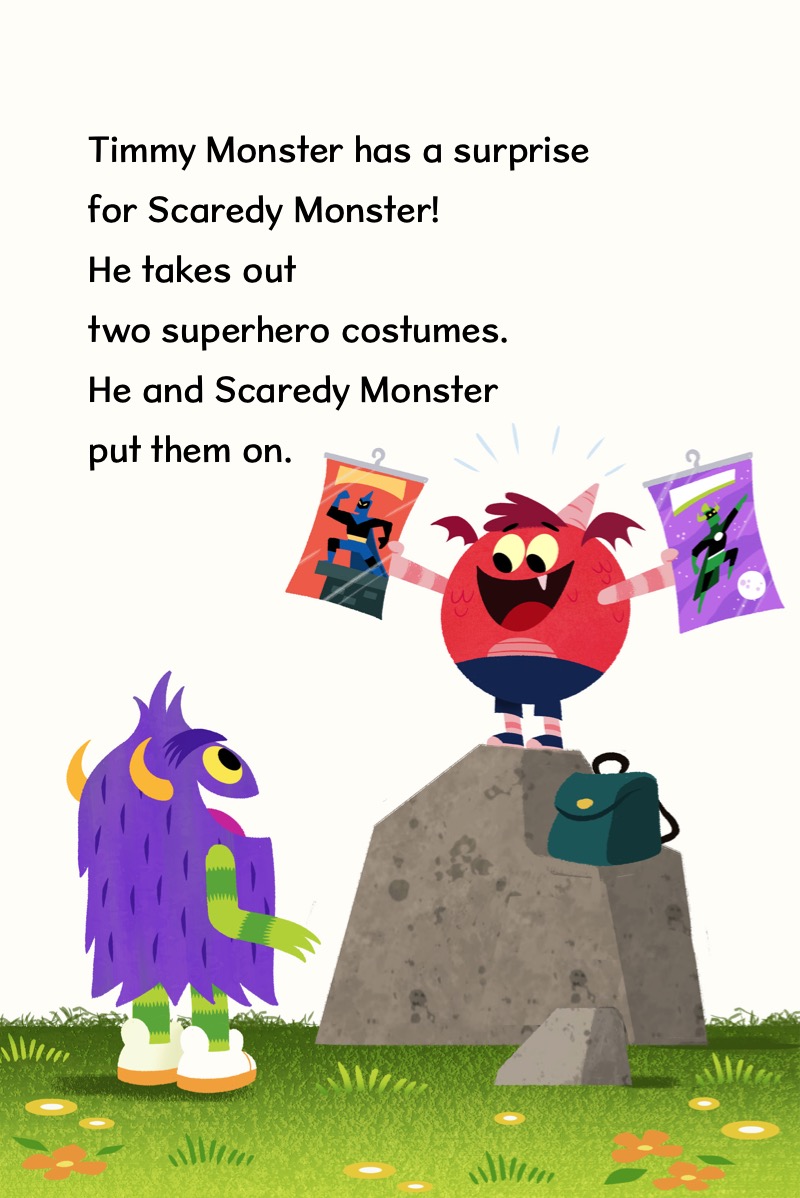 Timmy Monster has a surprise
for Scaredy Monster!
He takes out
two superhero costumes.
He and Scaredy Monster
put them on.